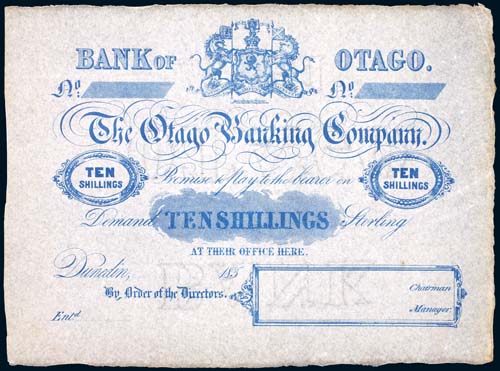 BANK OF OTAGO.
No. No.
The Otago Banking Company.
TEN SHILLINGS Promise to pay to the bearer on TEN SHILLINGS
Demand TEN SHILLINGS Sterling
AT THEIR OFFICE HERE.
Dunedin, 185
By Order of the Directors.
Chairman
Manager.
Entd.